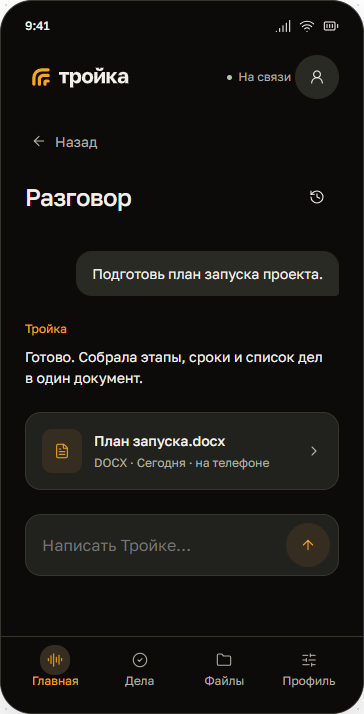 9:41
тройка
На связи
Назад
Разговор
Подготовь план запуска проекта.
Тройка
Готово. Собрала этапы, сроки и список дел
в один документ.
План запуска.docx
DOCX · Сегодня · на телефоне
Написать Тройке...
Главная
Дела
Файлы
Профиль